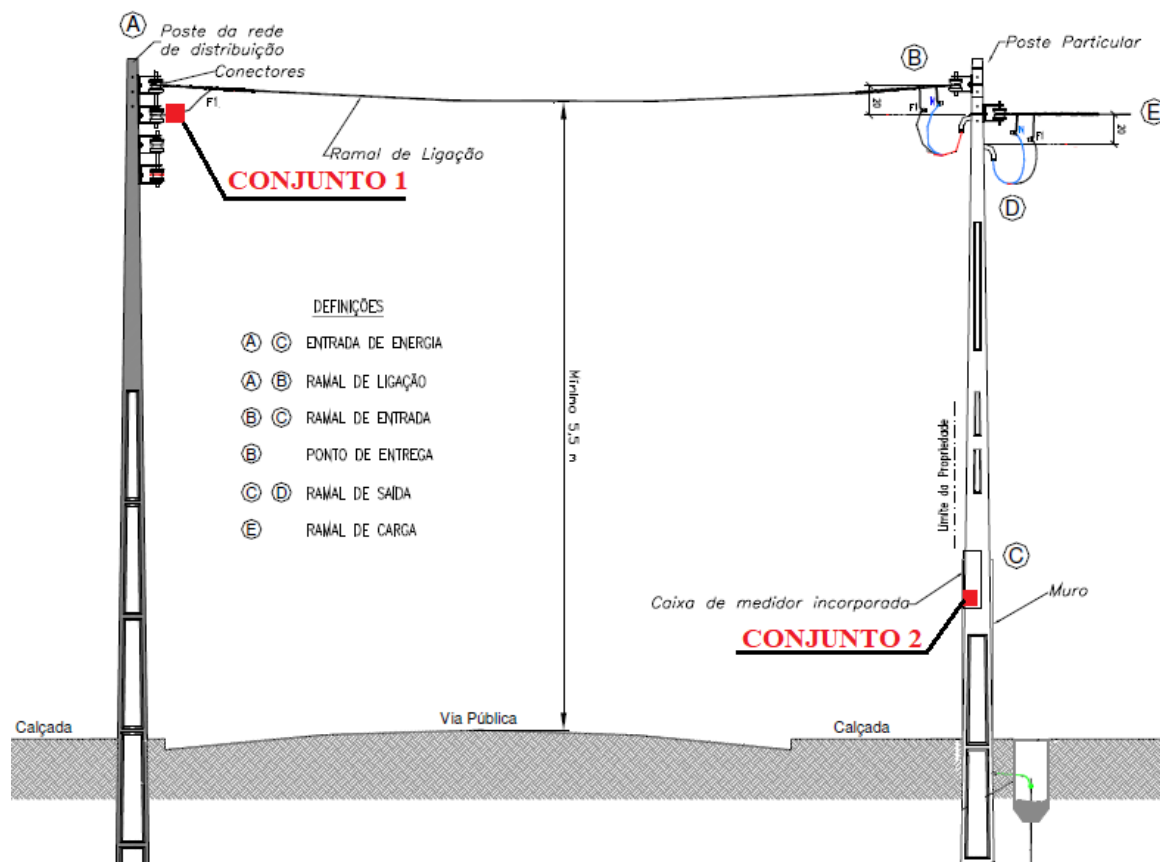 A
Poste da rede
de distribuição
Conectores
F1
Ramal de Ligação
CONJUNTO 1
B
Poste Particular
20
F1
N
E
N
F1
20
D
DEFINIÇÕES
A C ENTRADA DE ENERGIA
A B RAMAL DE LIGAÇÃO
B C RAMAL DE ENTRADA
B PONTO DE ENTREGA
C D RAMAL DE SAÍDA
E RAMAL DE CARGA
Mínimo 5,5 m
Limite da Propriedade
C
Caixa de medidor incorporada
Muro
CONJUNTO 2
Calçada
Via Pública
Calçada